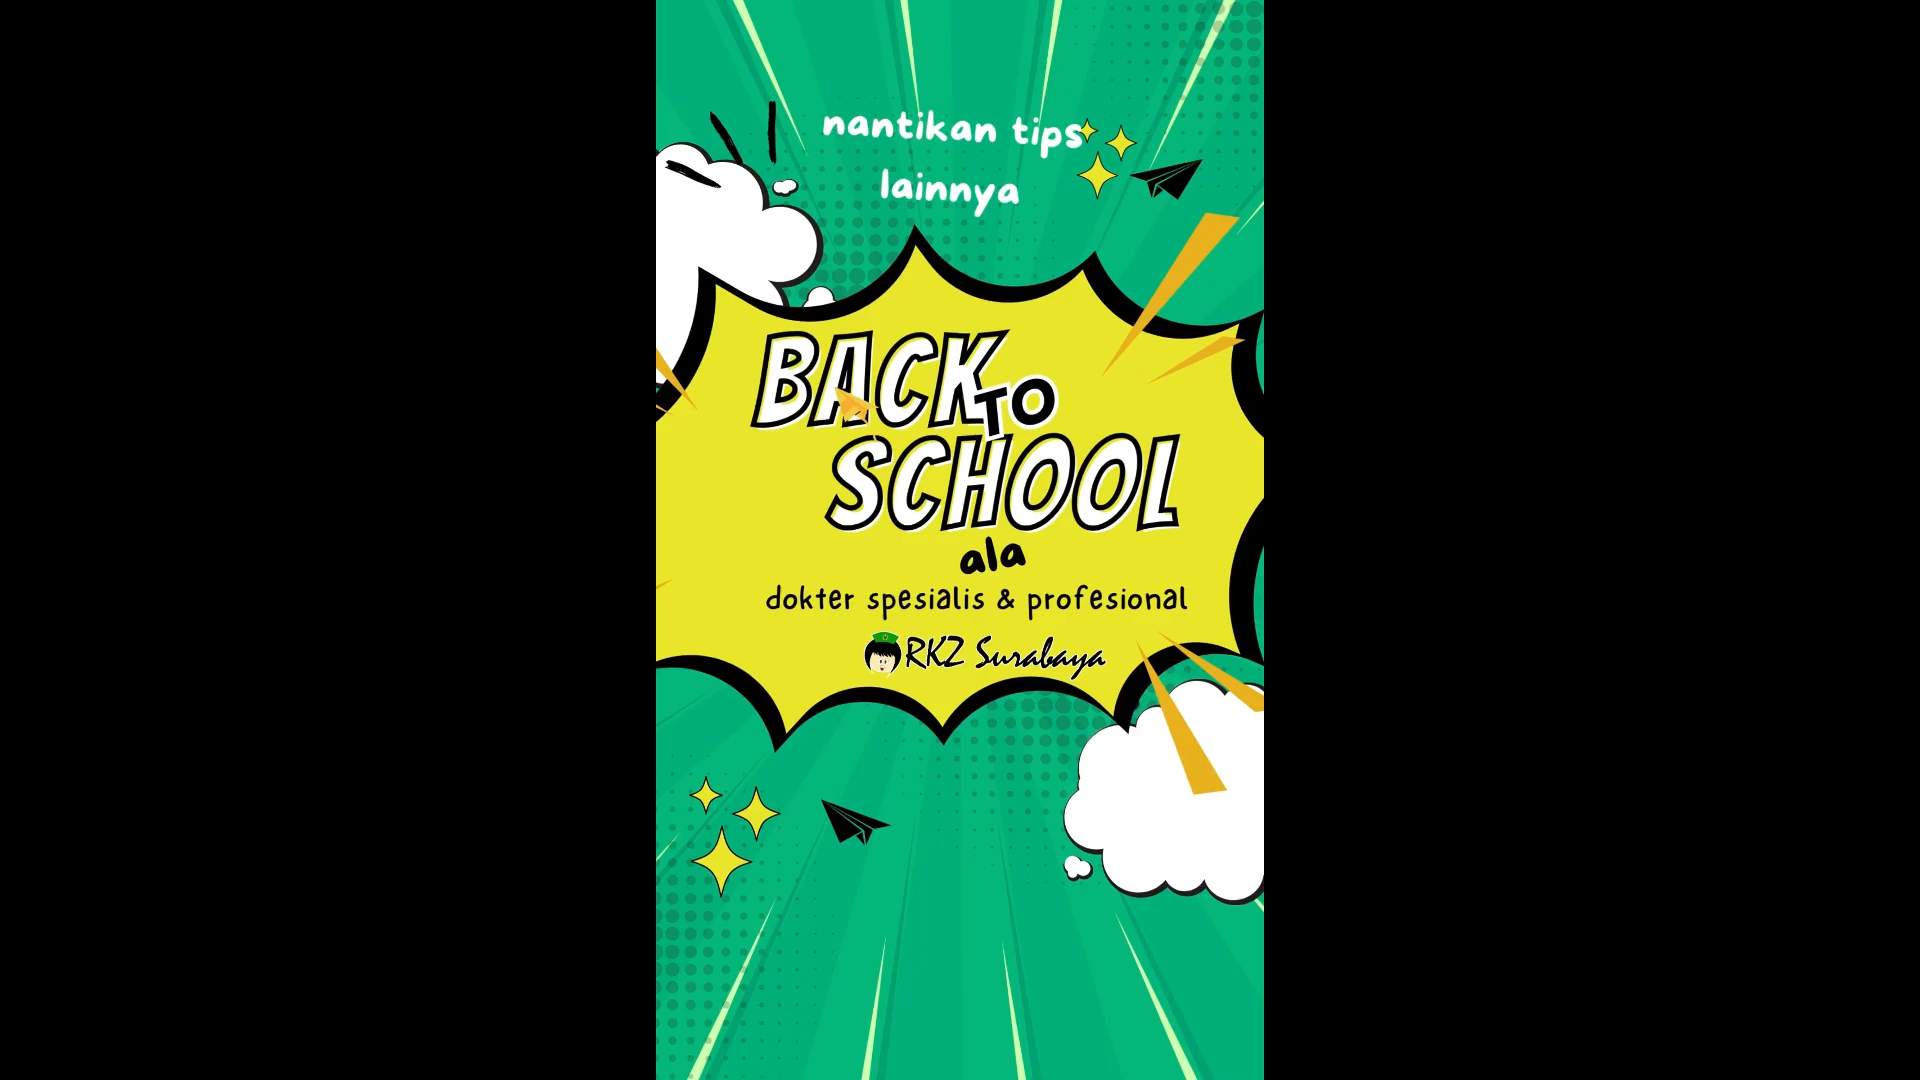 nantikan tips
lainnya
BACK
TO
SCHOOL
ala
dokter spesialis & profesional
RKZ Surabaya